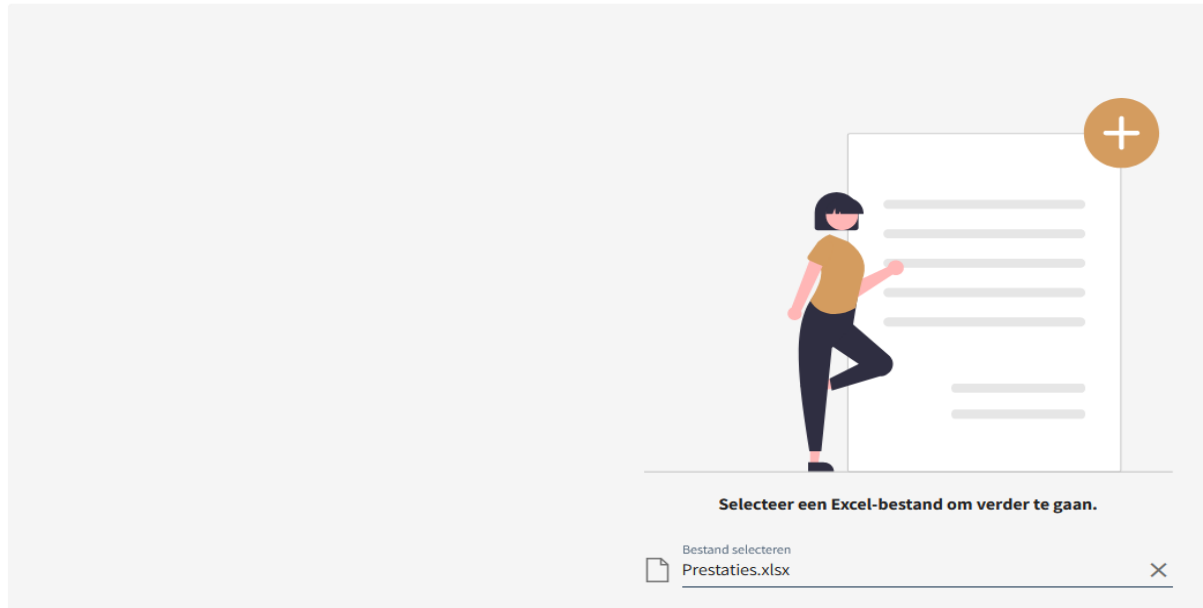 Selecteer een Excel-bestand om verder te gaan.
Bestand selecteren
Prestaties.xlsx